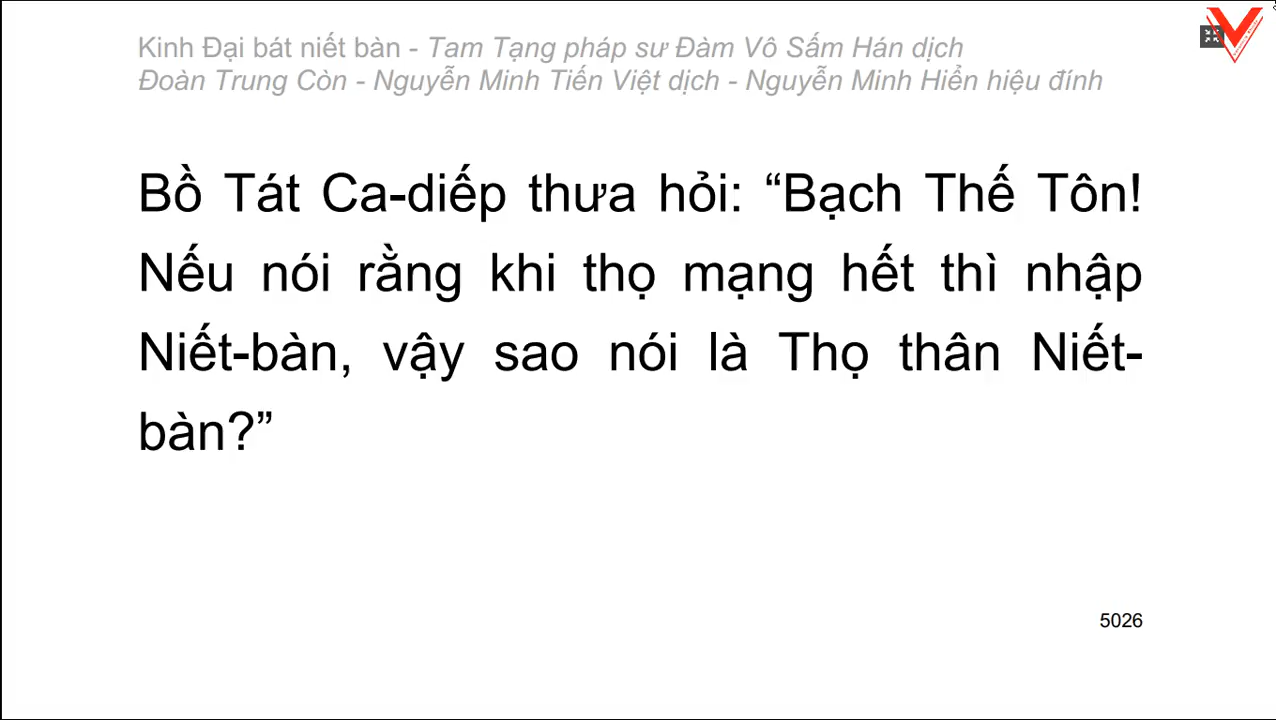 Kinh Đại bát niết bàn - Tam Tạng pháp sư Đàm Vô Sấm Hán dịch
Đoàn Trung Còn - Nguyễn Minh Tiến Việt dịch - Nguyễn Minh Hiển hiệu đính
Bồ Tát Ca-diếp thưa hỏi: “Bạch Thế Tôn!
Nếu nói rằng khi thọ mạng hết thì nhập
Niết-bàn, vậy sao nói là Thọ thân Niết-
bàn?”
5026